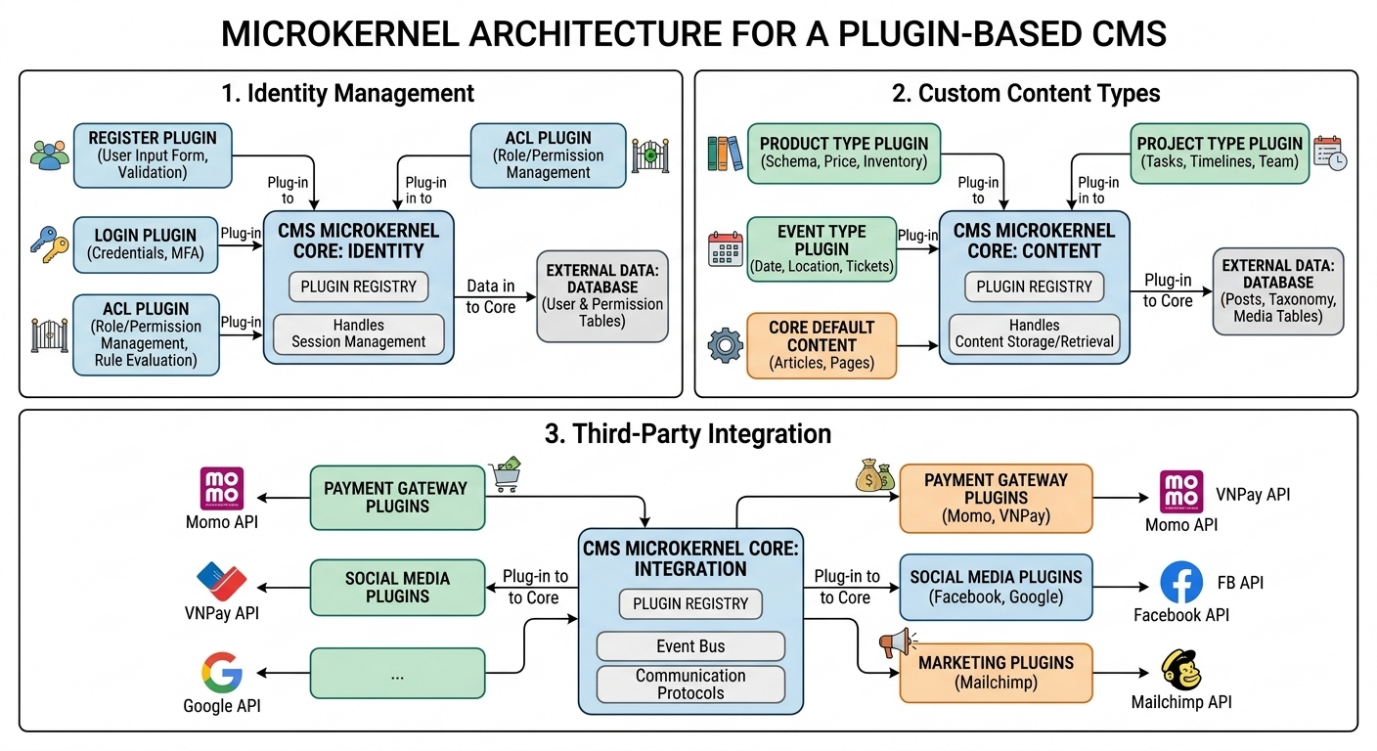 MICROKERNEL ARCHITECTURE FOR A PLUGIN-BASED CMS
1. Identity Management
REGISTER PLUGIN
(User Input Form,
Validation)
ACL PLUGIN
(Role/Permission
Management
Plug-in
to
Plug-in
in to
LOGIN PLUGIN
(Credentials, MFA)
Plug-in
ACL PLUGIN
(Role/Permission
Management,
Rule Evaluation)
Plug-in
CMS MICROKERNEL
CORE: IDENTITY
PLUGIN REGISTRY
Handles
Session Management
Data in
to Core
EXTERNAL DATA:
DATABASE
(User & Permission
Tables)
2. Custom Content Types
PRODUCT TYPE PLUGIN
(Schema, Price, Inventory)
PROJECT TYPE PLUGIN
(Tasks, Timelines, Team)
Plug-in
to
Plug-in
in to
EVENT TYPE
PLUGIN
(Date, Location, Tickets)
Plug-in
CORE DEFAULT
CONTENT
(Articles, Pages)
CMS MICROKERNEL
CORE: CONTENT
PLUGIN REGISTRY
Handles
Content Storage/Retrieval
Plug-in
to Core
EXTERNAL DATA:
DATABASE
(Posts, Taxonomy,
Media Tables)
3. Third-Party Integration
mo
mo
Momo API
PAYMENT GATEWAY
PLUGINS
VNPay API
SOCIAL MEDIA
PLUGINS
Plug-in to
to Core
Google API
...
CMS MICROKERNEL CORE:
INTEGRATION
PLUGIN REGISTRY
Event Bus
Communication
Protocols
Plug-in to
to Core
PAYMENT GATEWAY
PLUGINS
(Momo, VNPay)
mo
mo
Momo API
VNPay API
SOCIAL MEDIA PLUGINS
(Facebook, Google)
FB API
Facebook API
MARKETING PLUGINS
(Mailchimp)
Mailchimp API